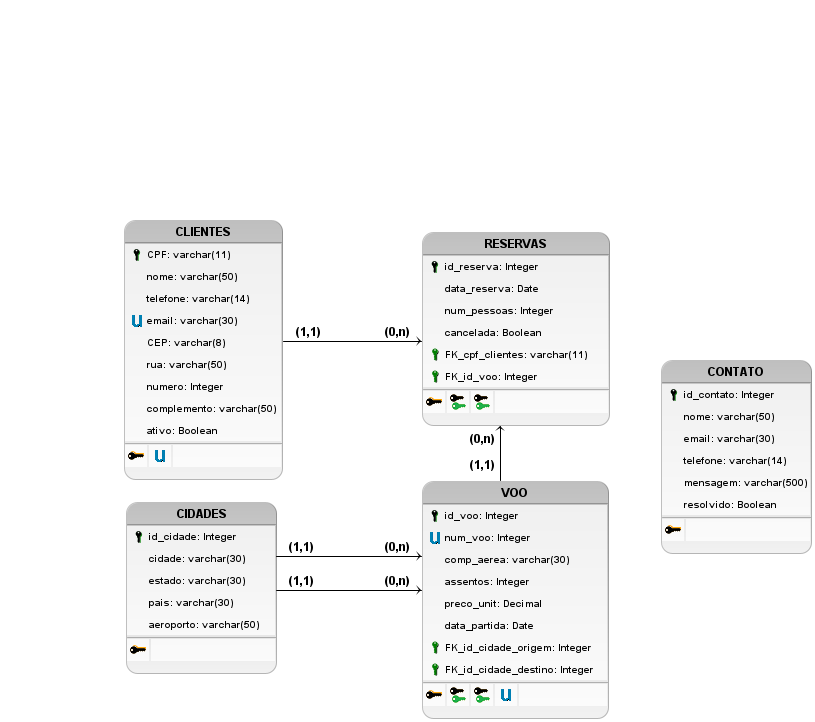 CLIENTES
CPF: varchar(11)
nome: varchar(50)
telefone: varchar(14)
U email: varchar(30)
CEP: varchar(8)
rua: varchar(50)
numero: Integer
complemento: varchar(50)
ativo: Boolean
U
(1,1) (0,n)
RESERVAS
id_reserva: Integer
data_reserva: Date
num_pessoas: Integer
cancelada: Boolean
FK_cpf_clientes: varchar(11)
FK_id_voo: Integer
(0,n)
(1,1)
CONTATO
id_contato: Integer
nome: varchar(50)
email: varchar(30)
telefone: varchar(14)
mensagem: varchar(500)
resolvido: Boolean
CIDADES
id_cidade: Integer
cidade: varchar(30)
estado: varchar(30)
pais: varchar(30)
aeroporto: varchar(50)
(1,1) (0,n)
(1,1) (0,n)
VOO
id_voo: Integer
U num_voo: Integer
comp_aerea: varchar(30)
assentos: Integer
preco_unit: Decimal
data_partida: Date
FK_id_cidade_origem: Integer
FK_id_cidade_destino: Integer
U